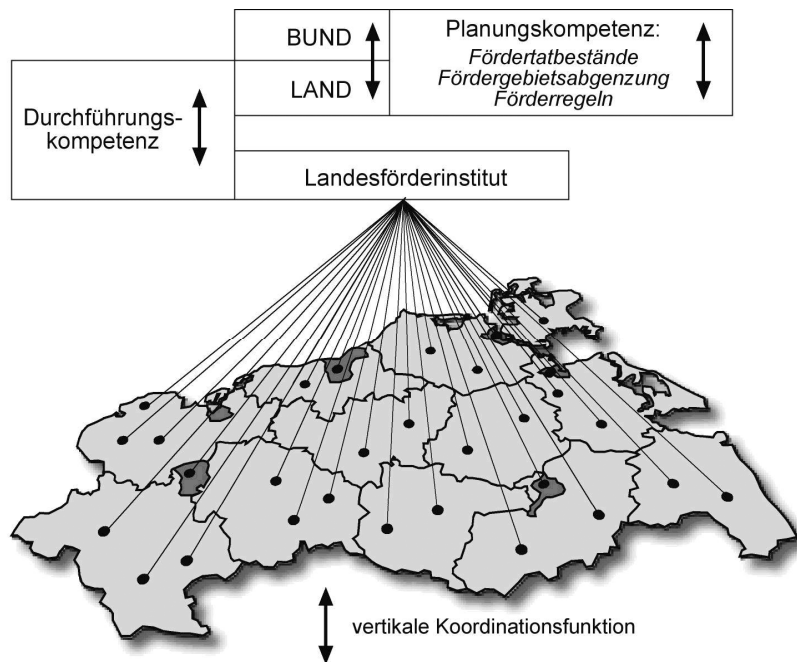 BUND
LAND
Planungskompetenz:
Fördertatbestände
Fördergebietsabgenzung
Förderregeln
Durchführungs-
kompetenz
Landesförderinstitut
vertikale Koordinationsfunktion